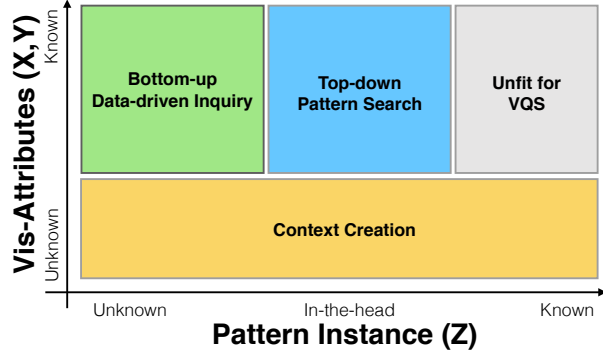 Vis-Attributes (X,Y)
Known
Unknown
Bottom-up
Data-driven Inquiry
Top-down
Pattern Search
Unfit for
VQS
Context Creation
Unknown
In-the-head
Known
Pattern Instance (Z)